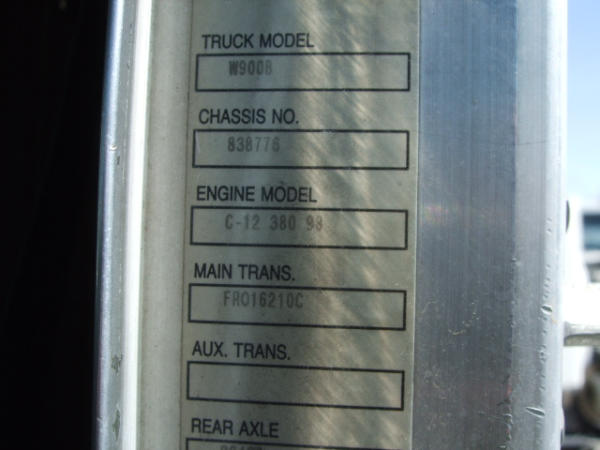 TRUCK MODEL
W900B
CHASSIS NO.
838776
ENGINE MODEL
C-12 380 98
MAIN TRANS.
FRO16210C
AUX. TRANS.
REAR AXLE